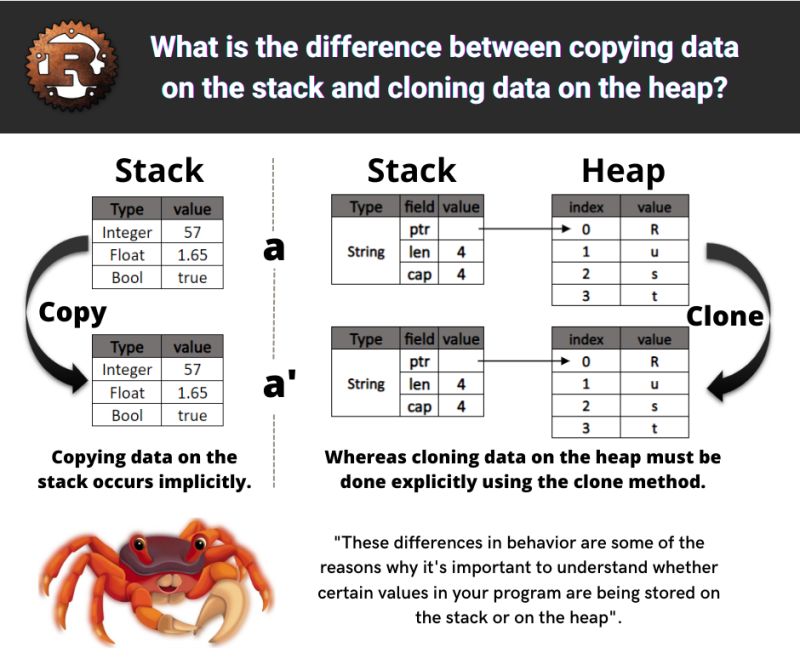 R
What is the difference between copying data
on the stack and cloning data on the heap?
Stack
Type value
Integer 57
Float 1.65
Bool true
Copy
Type value
Integer 57
Float 1.65
Bool true
Copying data on the
stack occurs implicitly.
a
a'
Stack
Heap
Type field value
ptr
String len 4
cap 4
index value
0 R
1 u
2 s
3 t
Clone
Type field value
ptr
String len 4
cap 4
index value
0 R
1 u
2 s
3 t
Whereas cloning data on the heap must be
done explicitly using the clone method.
"These differences in behavior are some of the
reasons why it's important to understand whether
certain values in your program are being stored on
the stack or on the heap".